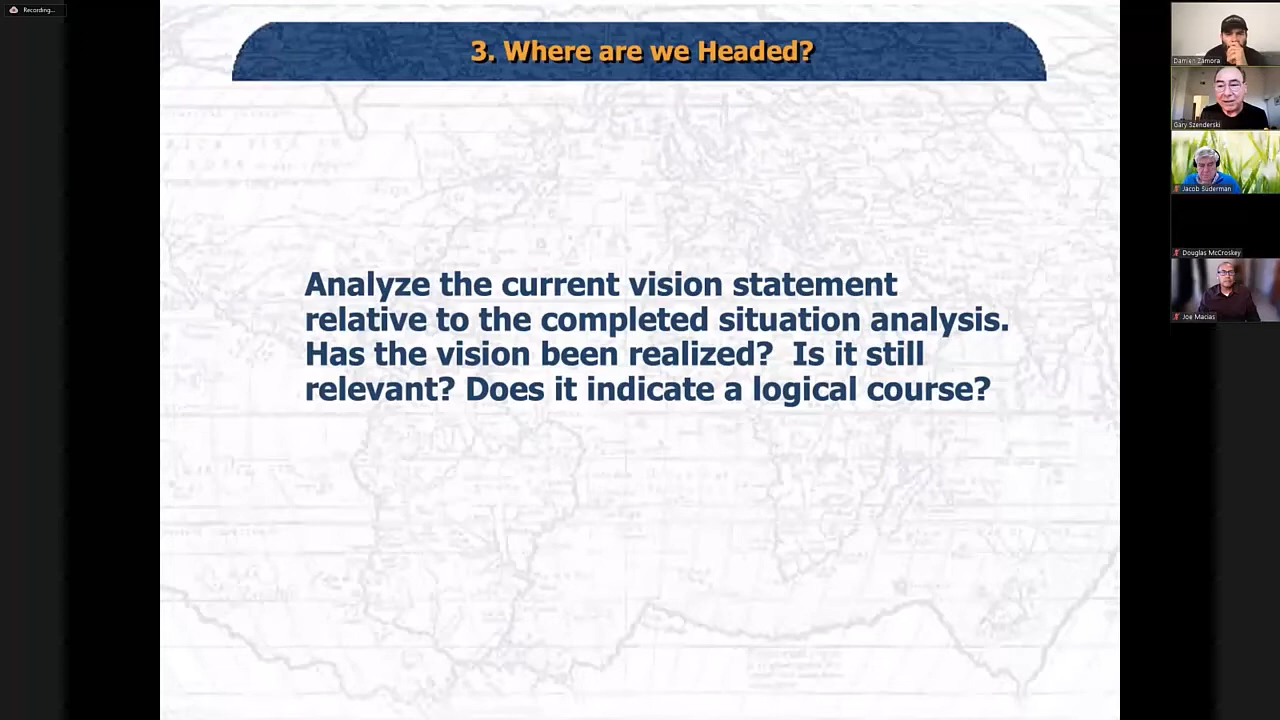 Recording...
3. Where are we Headed?
Analyze the current vision statement
relative to the completed situation analysis.
Has the vision been realized?  Is it still
relevant? Does it indicate a logical course?
Damien Zamora
Gary Szenderski
Jacob Suderman
Douglas McCroskey
Joe Macias